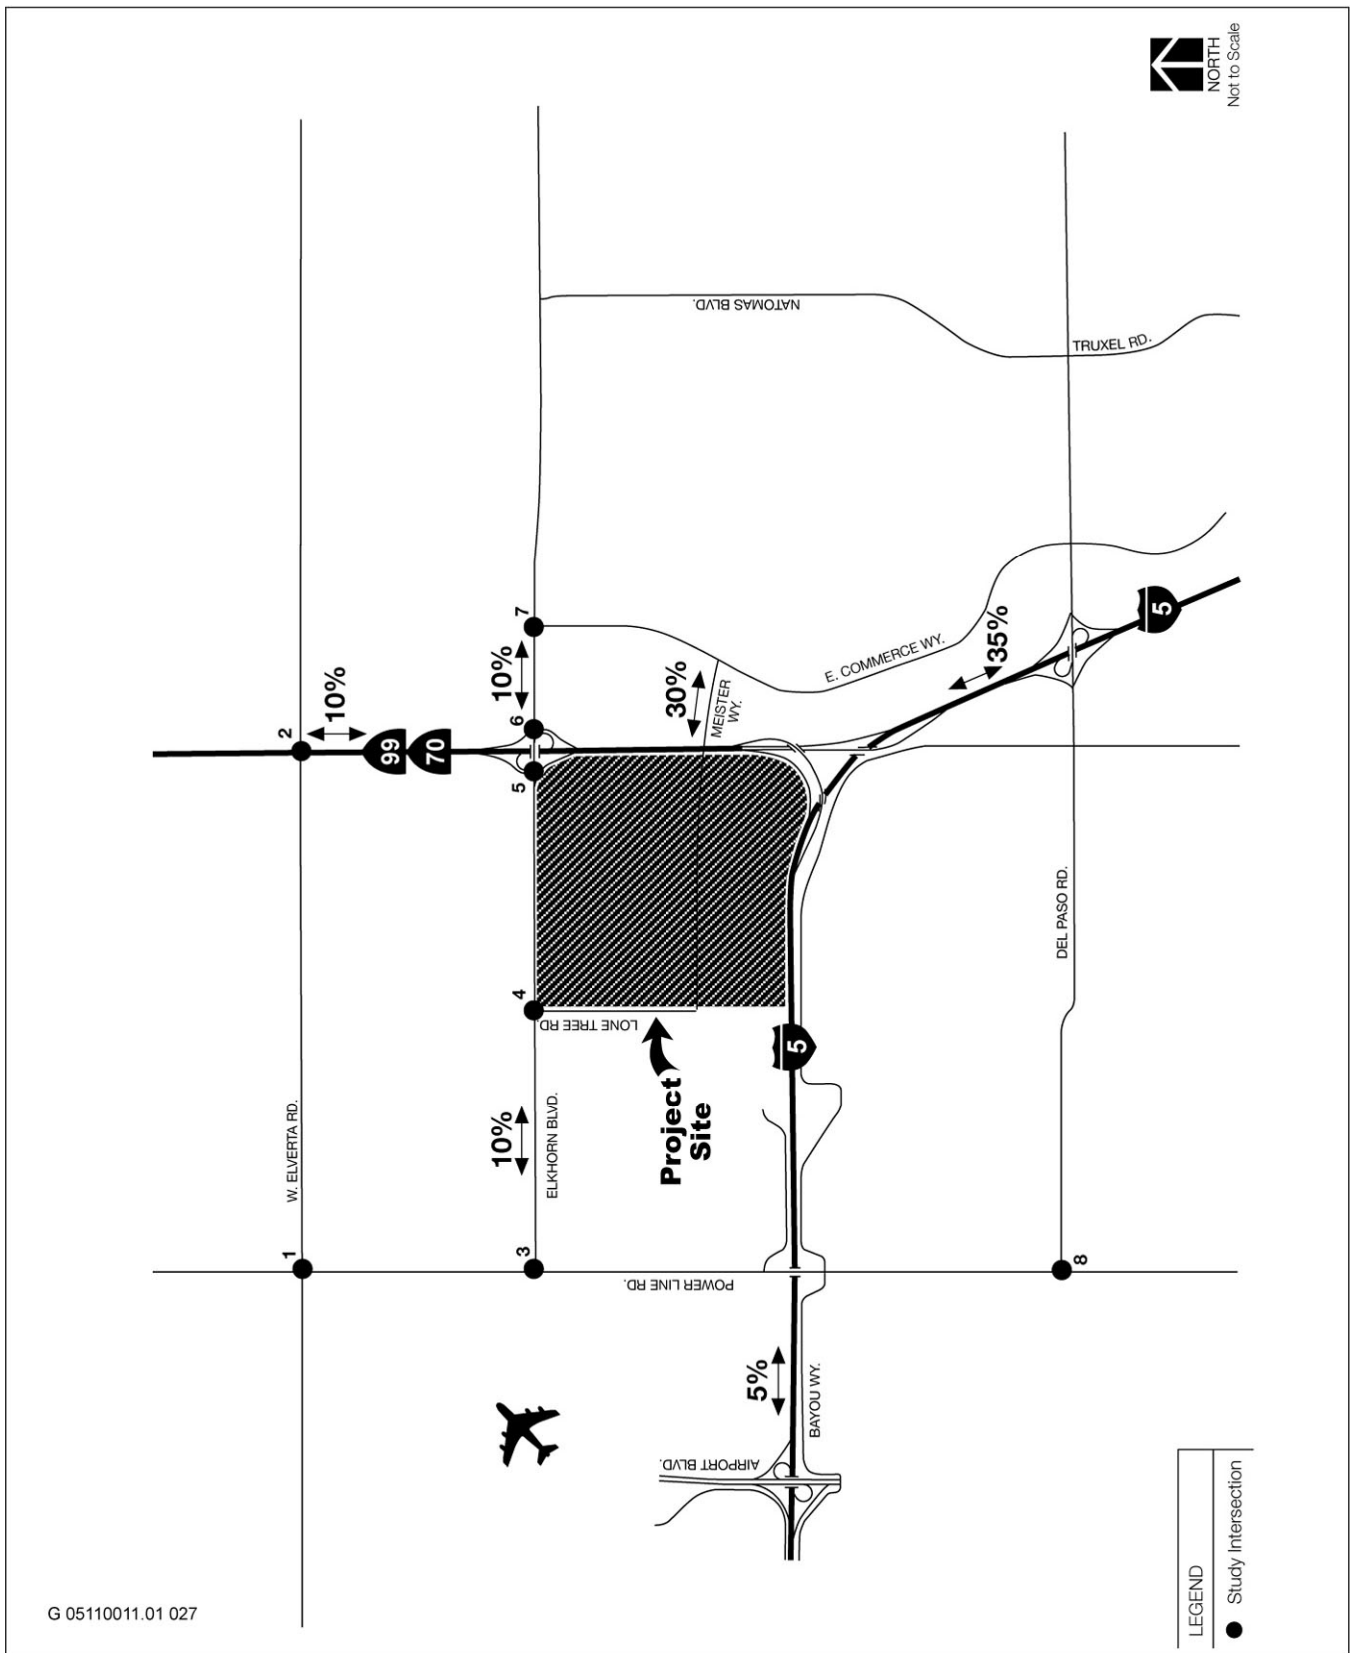 NORTH
Not to Scale
NATOMAS BLVD.
TRUXEL RD.
2
10%
99
70
10%
7
6
5
30%
MEISTER
WY.
E. COMMERCE WY.
35%
5
4
LONE TREE RD.
Project
Site
5
DEL PASO RD.
W. ELVERTA RD.
10%
ELKHORN BLVD.
1
3
POWER LINE RD.
8
5%
BAYOU WY.
AIRPORT BLVD.
LEGEND
Study Intersection
G 05110011.01 027